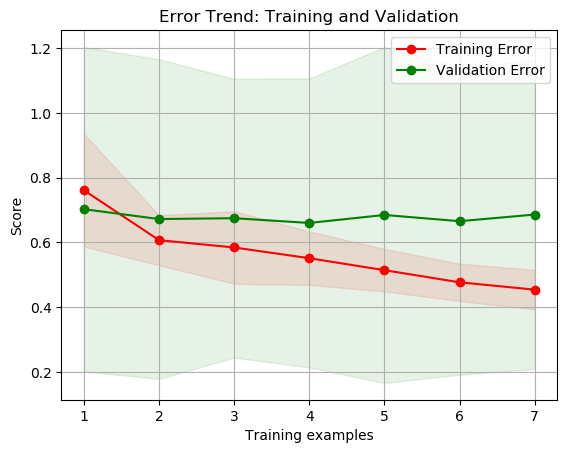 Error Trend: Training and Validation
Training Error
Validation Error
Score
1.2
1.0
0.8
0.6
0.4
0.2
1 2 3 4 5 6 7
Training examples